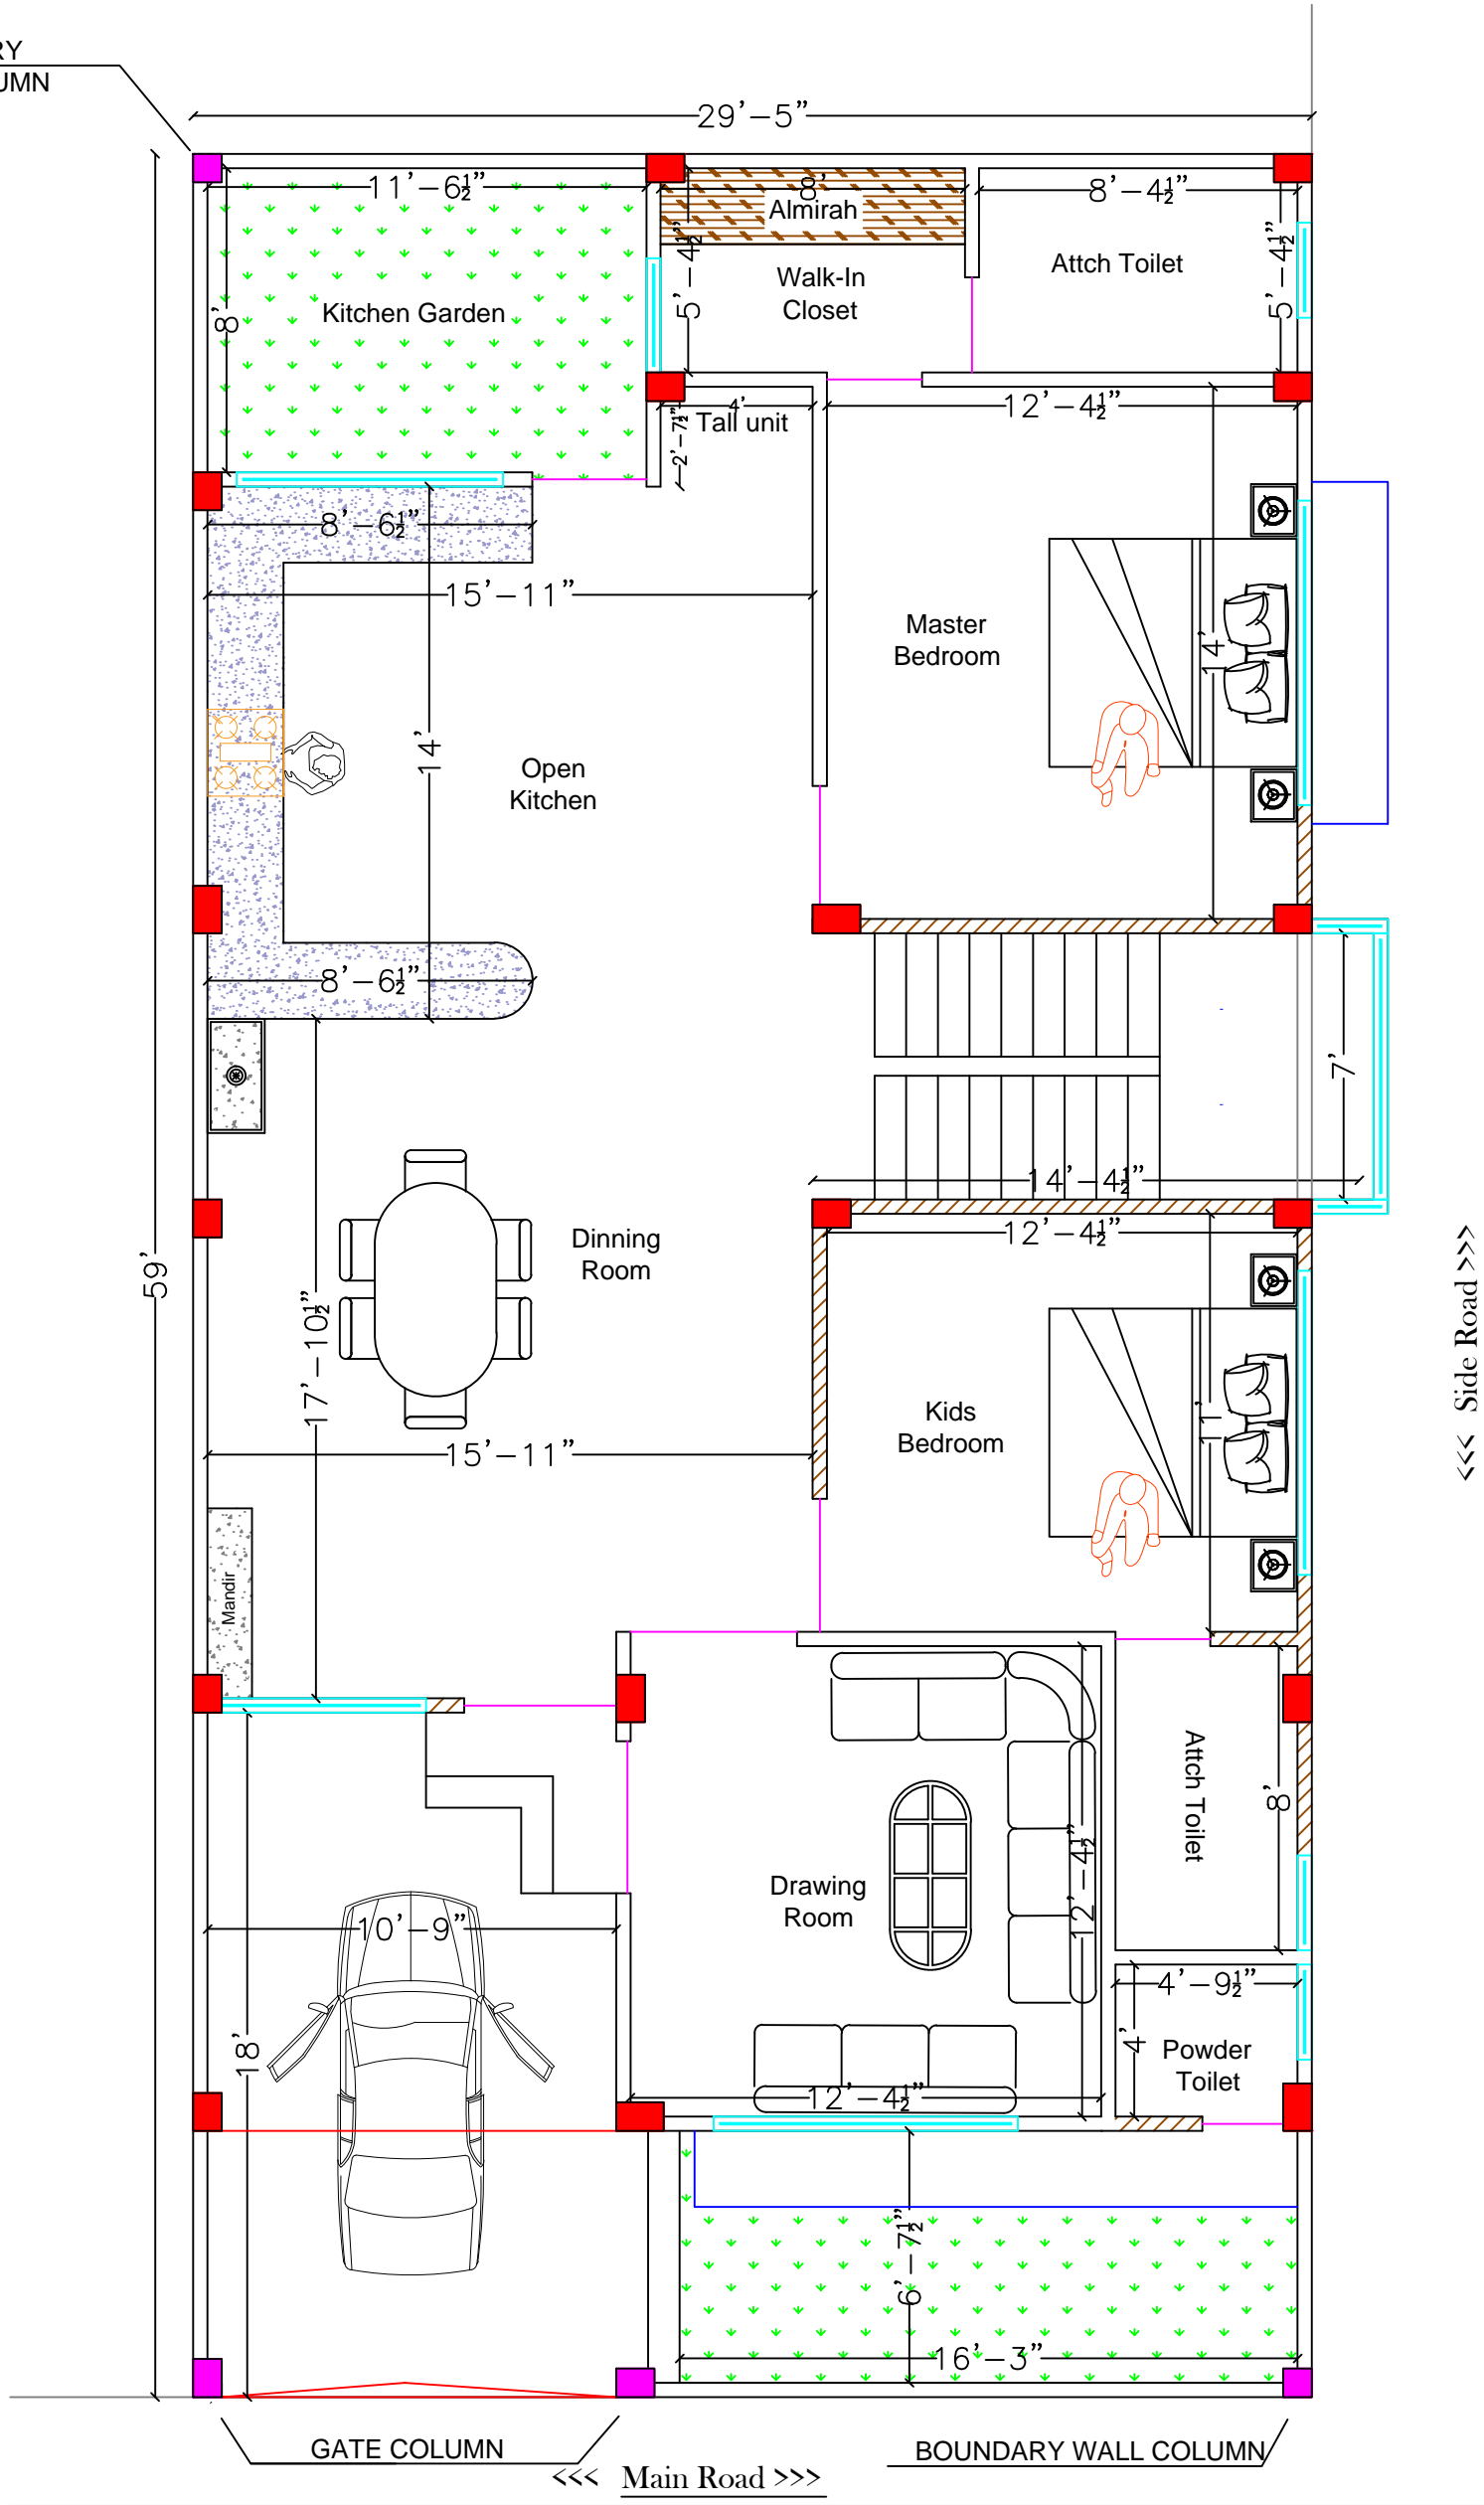 RY
UMN
29'-5"
11'-6½"
8'
8'-4½"
Almirah
5'-4½"
5'-4½"
Walk-In
Closet
Attch Toilet
Kitchen Garden
8'
4'
12'-4½"
Tall unit
2'-7½"
8'-6½"
15'-11"
Master
Bedroom
14'
14'
Open
Kitchen
8'-6½"
7'
14'-4½"
12'-4½"
Dinning
Room
59'
17'-10½"
<<< Side Road >>>
Kids
Bedroom
15'-11"
Mandir
Attch Toilet
8'
Drawing
Room
12'-4½"
10'-9"
4'-9½"
18'
4'
Powder
Toilet
12'-4½"
6'-7½"
16'-3"
GATE COLUMN
BOUNDARY WALL COLUMN
<<< Main Road >>>